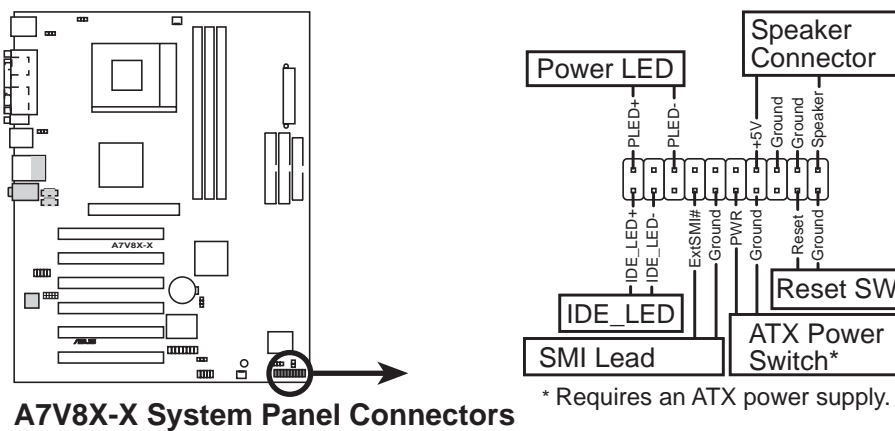 Speaker
Connector
Power LED
PLED+
PLED-
+5V
Ground
Ground
Speaker
IDE_LED+
IDE_LED-
ExtSMI#
Ground
PWR
Ground
Reset
Ground
Reset SW
IDE_LED
ATX Power
Switch*
SMI Lead
* Requires an ATX power supply.
A7V8X-X
ASUS
A7V8X-X System Panel Connectors